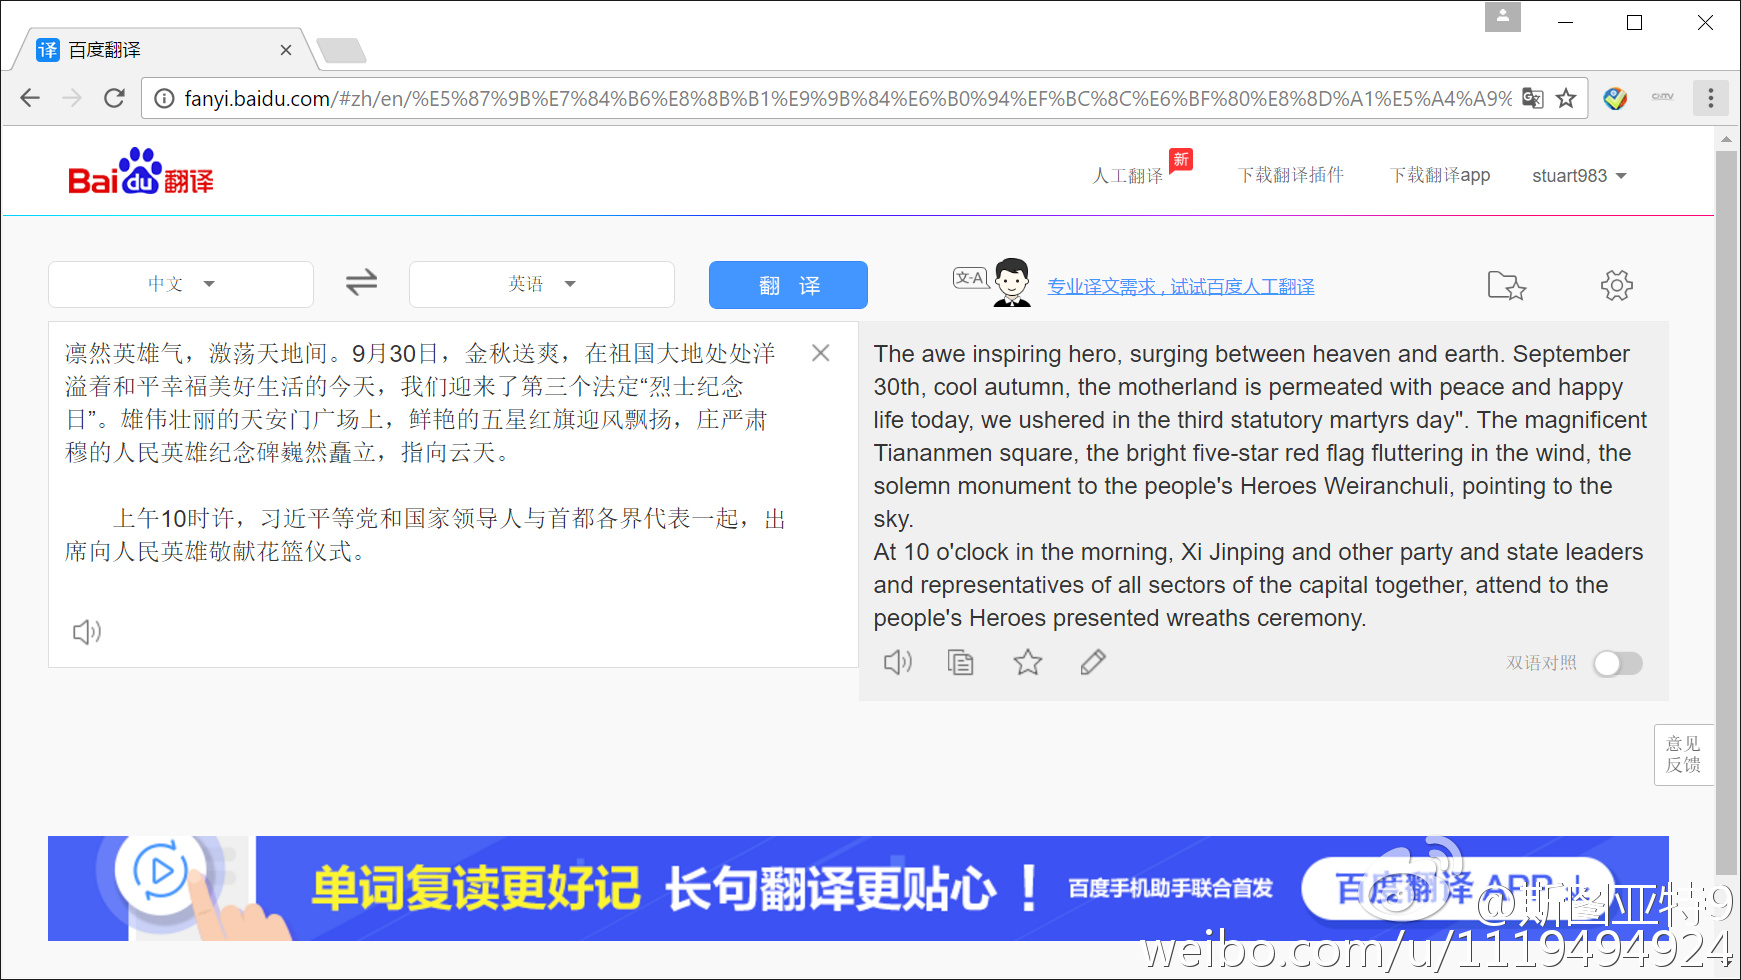 译 百度翻译
fanyi.baidu.com/#zh/en/%E5%87%9B%E7%84%B6%E8%8B%B1%E9%9B%84%E6%B0%94%EF%BC%8C%E6%BF%80%E8%8D%A1%E5%A4%A9%
CNTV
Bai du 翻译
人工翻译 新 下载翻译插件 下载翻译app stuart983
中文 英语 翻 译 文-A 专业译文需求，试试百度人工翻译
凛然英雄气，激荡天地间。9月30日，金秋送爽，在祖国大地处处洋
溢着和平幸福美好生活的今天，我们迎来了第三个法定“烈士纪念
日”。雄伟壮丽的天安门广场上，鲜艳的五星红旗迎风飘扬，庄严肃
穆的人民英雄纪念碑巍然矗立，指向云天。
上午10时许，习近平等党和国家领导人与首都各界代表一起，出
席向人民英雄敬献花篮仪式。
The awe inspiring hero, surging between heaven and earth. September
30th, cool autumn, the motherland is permeated with peace and happy
life today, we ushered in the third statutory martyrs day". The magnificent
Tiananmen square, the bright five-star red flag fluttering in the wind, the
solemn monument to the people's Heroes Weiranchuli, pointing to the
sky.
At 10 o'clock in the morning, Xi Jinping and other party and state leaders
and representatives of all sectors of the capital together, attend to the
people's Heroes presented wreaths ceremony.
双语对照
意见
反馈
单词复读更好记 长句翻译更贴心！ 百度手机助手联合首发 百度翻译 APP
@斯图亚特9
weibo.com/u/1119494924